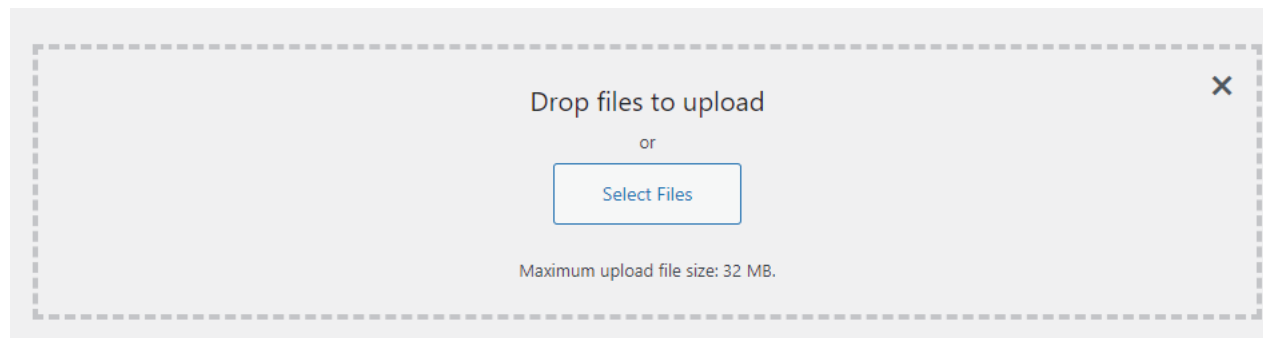 Drop files to upload
or
Select Files
Maximum upload file size: 32 MB.